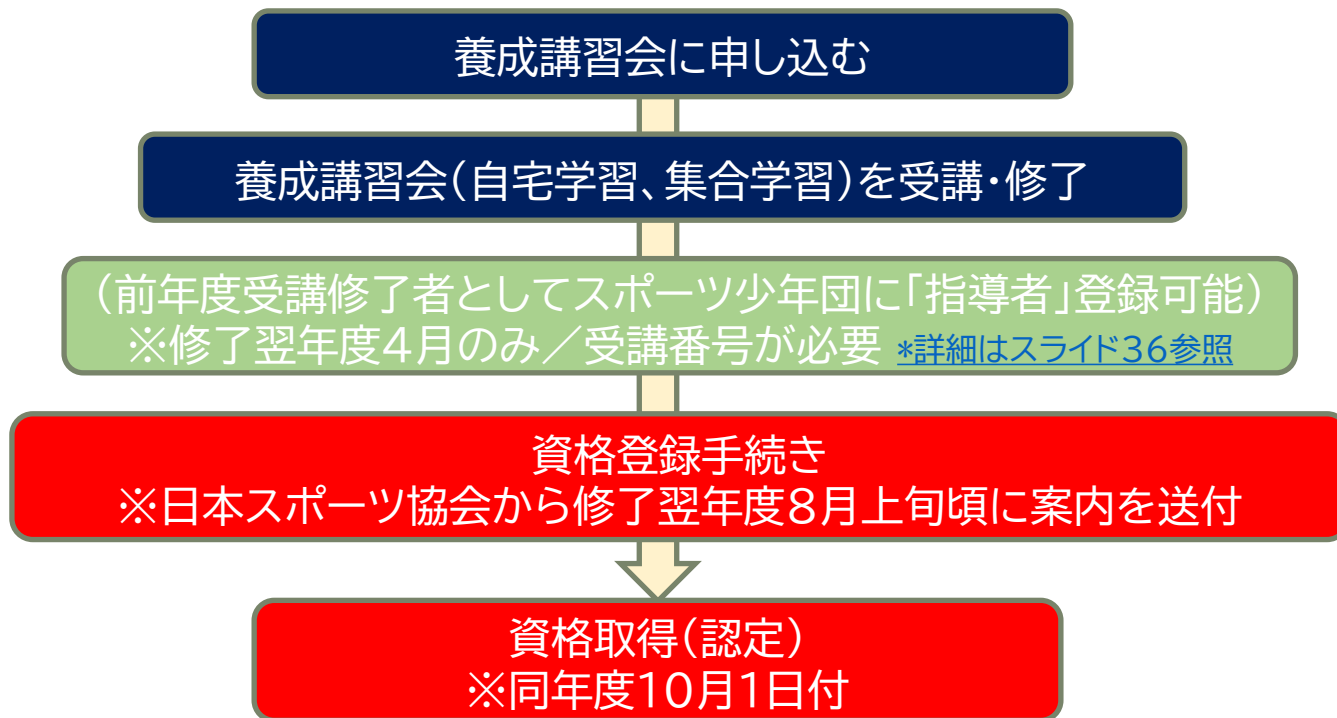 養成講習会に申し込む
養成講習会(自宅学習、集合学習)を受講・修了
(前年度受講修了者としてスポーツ少年団に「指導者」登録可能)
※修了翌年度4月のみ/受講番号が必要 *詳細はスライド36参照
資格登録手続き
※日本スポーツ協会から修了翌年度8月上旬頃に案内を送付
資格取得(認定)
※同年度10月1日付